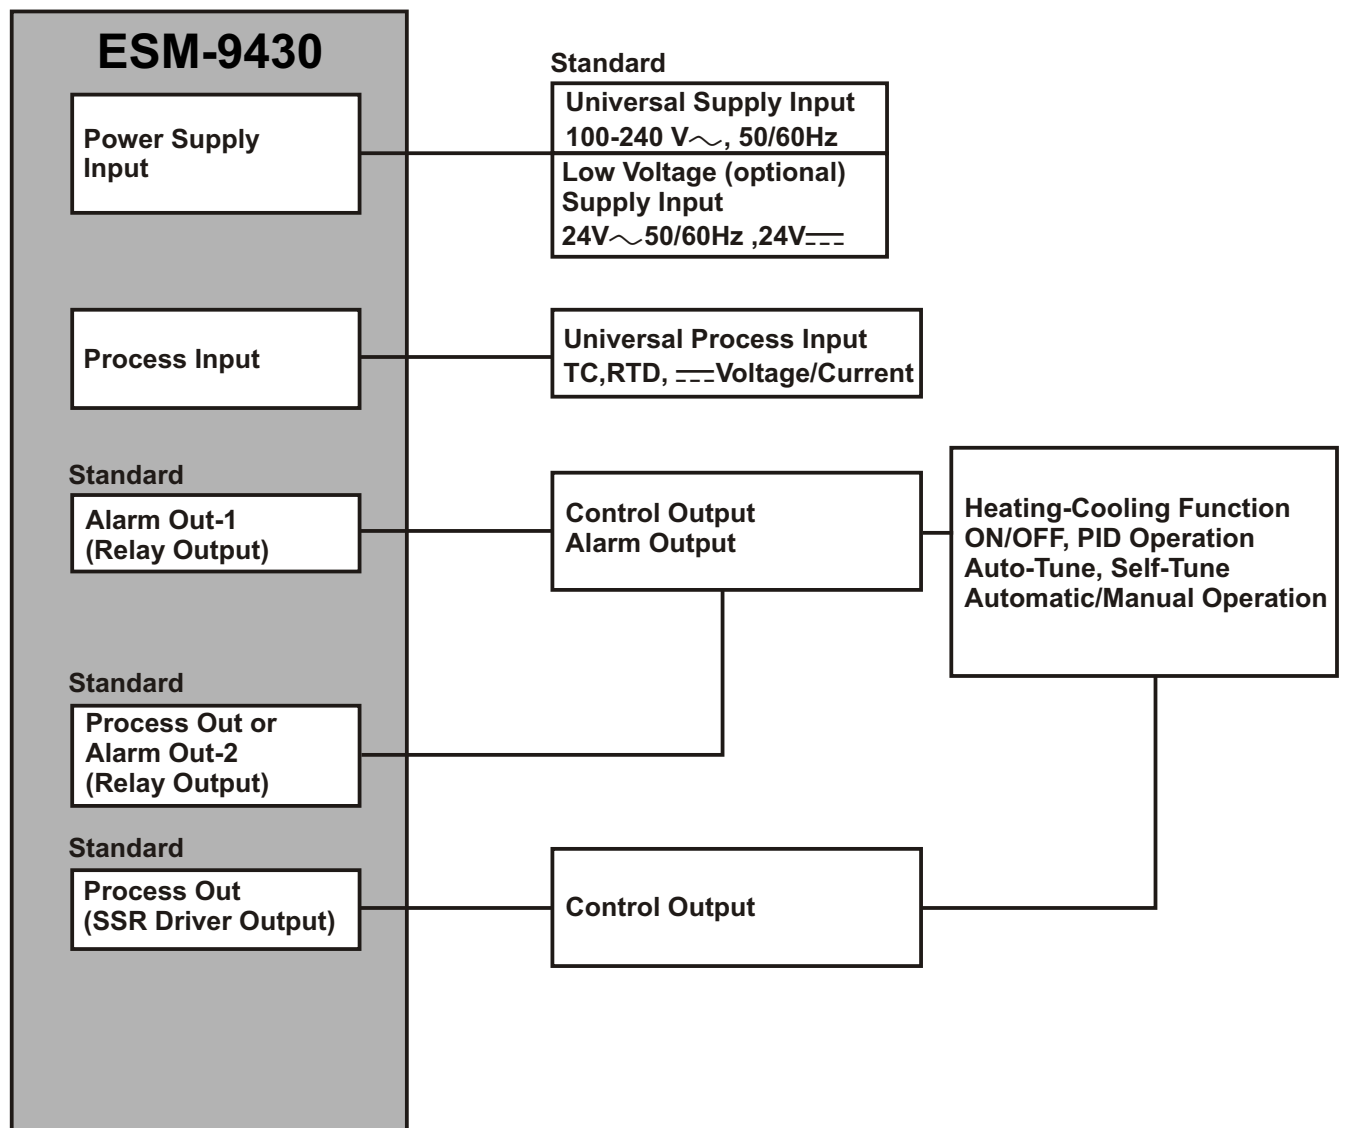 ESM-9430
Power Supply
Input
Standard
Universal Supply Input
100-240 V⏦, 50/60Hz
Low Voltage (optional)
Supply Input
24V⏦50/60Hz ,24V⎓
Process Input
Universal Process Input
TC,RTD, ⎓Voltage/Current
Standard
Alarm Out-1
(Relay Output)
Control Output
Alarm Output
Heating-Cooling Function
ON/OFF, PID Operation
Auto-Tune, Self-Tune
Automatic/Manual Operation
Standard
Process Out or
Alarm Out-2
(Relay Output)
Standard
Process Out
(SSR Driver Output)
Control Output